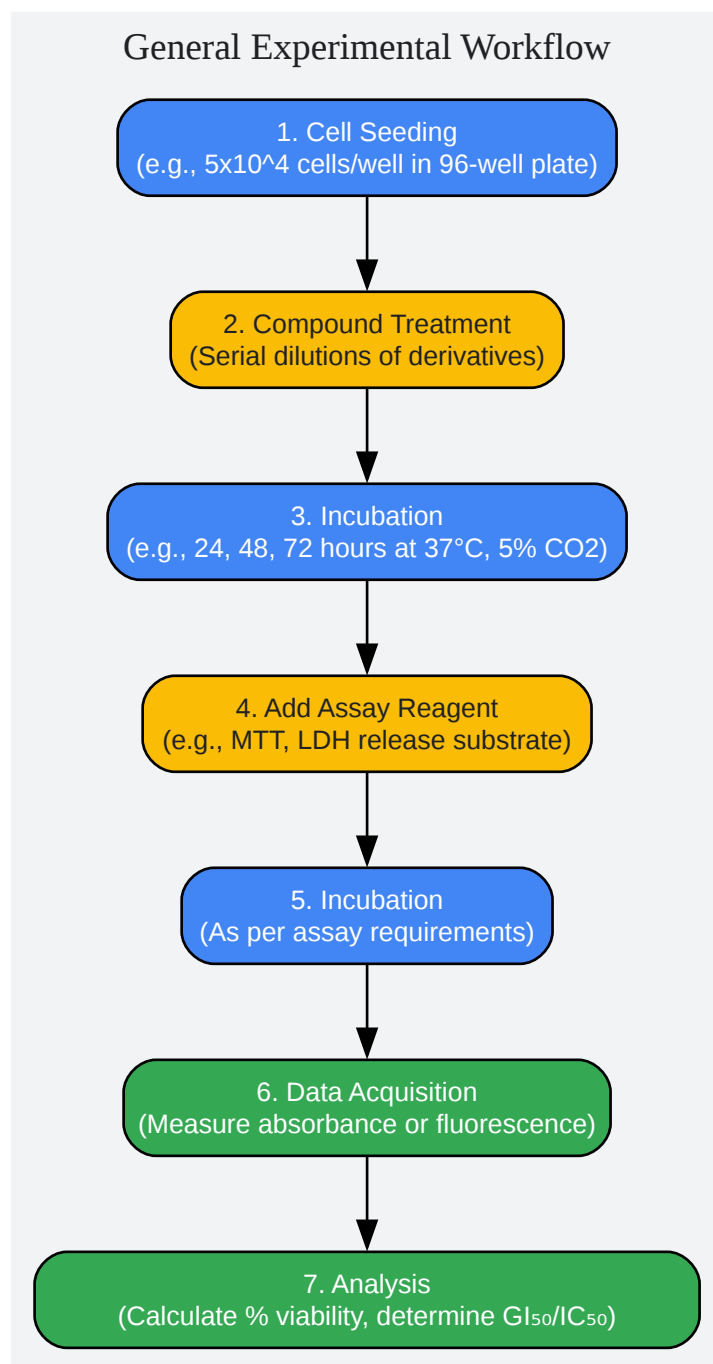 General Experimental Workflow
1. Cell Seeding
(e.g., 5x10^4 cells/well in 96-well plate)
2. Compound Treatment
(Serial dilutions of derivatives)
3. Incubation
(e.g., 24, 48, 72 hours at 37°C, 5% CO2)
4. Add Assay Reagent
(e.g., MTT, LDH release substrate)
5. Incubation
(As per assay requirements)
6. Data Acquisition
(Measure absorbance or fluorescence)
7. Analysis
(Calculate % viability, determine GI₅₀/IC₅₀)